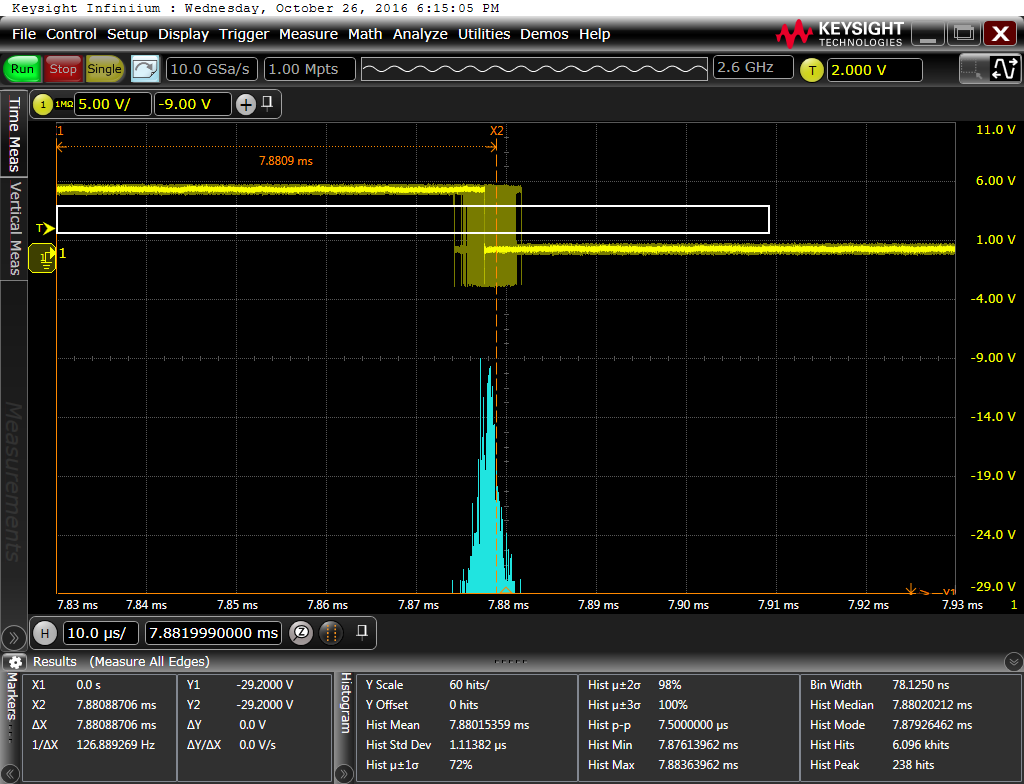 Keysight Infiniium : Wednesday, October 26, 2016 6:15:05 PM
File Control Setup Display Trigger Measure Math Analyze Utilities Demos Help
KEYSIGHT
TECHNOLOGIES
Run Stop Single 10.0 GSa/s 1.00 Mpts 2.6 GHz T 2.000 V
1 1MΩ 5.00 V/ -9.00 V
Time Meas
Vertical Meas
Measurements
1 X2 11.0 V
7.8809 ms
6.00 V
T
1.00 V
1 1
-4.00 V
-9.00 V
-14.0 V
-19.0 V
-24.0 V
-29.0 V
Y1
7.83 ms 7.84 ms 7.85 ms 7.86 ms 7.87 ms 7.88 ms 7.89 ms 7.90 ms 7.91 ms 7.92 ms 7.93 ms 1
H 10.0 µs/ 7.8819990000 ms
Results (Measure All Edges)
Markers
X1 0.0 s
X2 7.88088706 ms
ΔX 7.88088706 ms
1/ΔX 126.889269 Hz
Y1 -29.2000 V
Y2 -29.2000 V
ΔY 0.0 V
ΔY/ΔX 0.0 V/s
Histogram
Y Scale 60 hits/
Y Offset 0 hits
Hist Mean 7.88015359 ms
Hist Std Dev 1.11382 µs
Hist µ±1σ 72%
Hist µ±2σ 98%
Hist µ±3σ 100%
Hist p-p 7.5000000 µs
Hist Min 7.87613962 ms
Hist Max 7.88363962 ms
Bin Width 78.1250 ns
Hist Median 7.88020212 ms
Hist Mode 7.87926462 ms
Hist Hits 6.096 khits
Hist Peak 238 hits